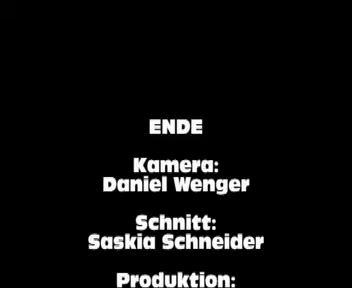 ENDE
Kamera:
Daniel Wenger
Schnitt:
Saskia Schneider
Produktion: